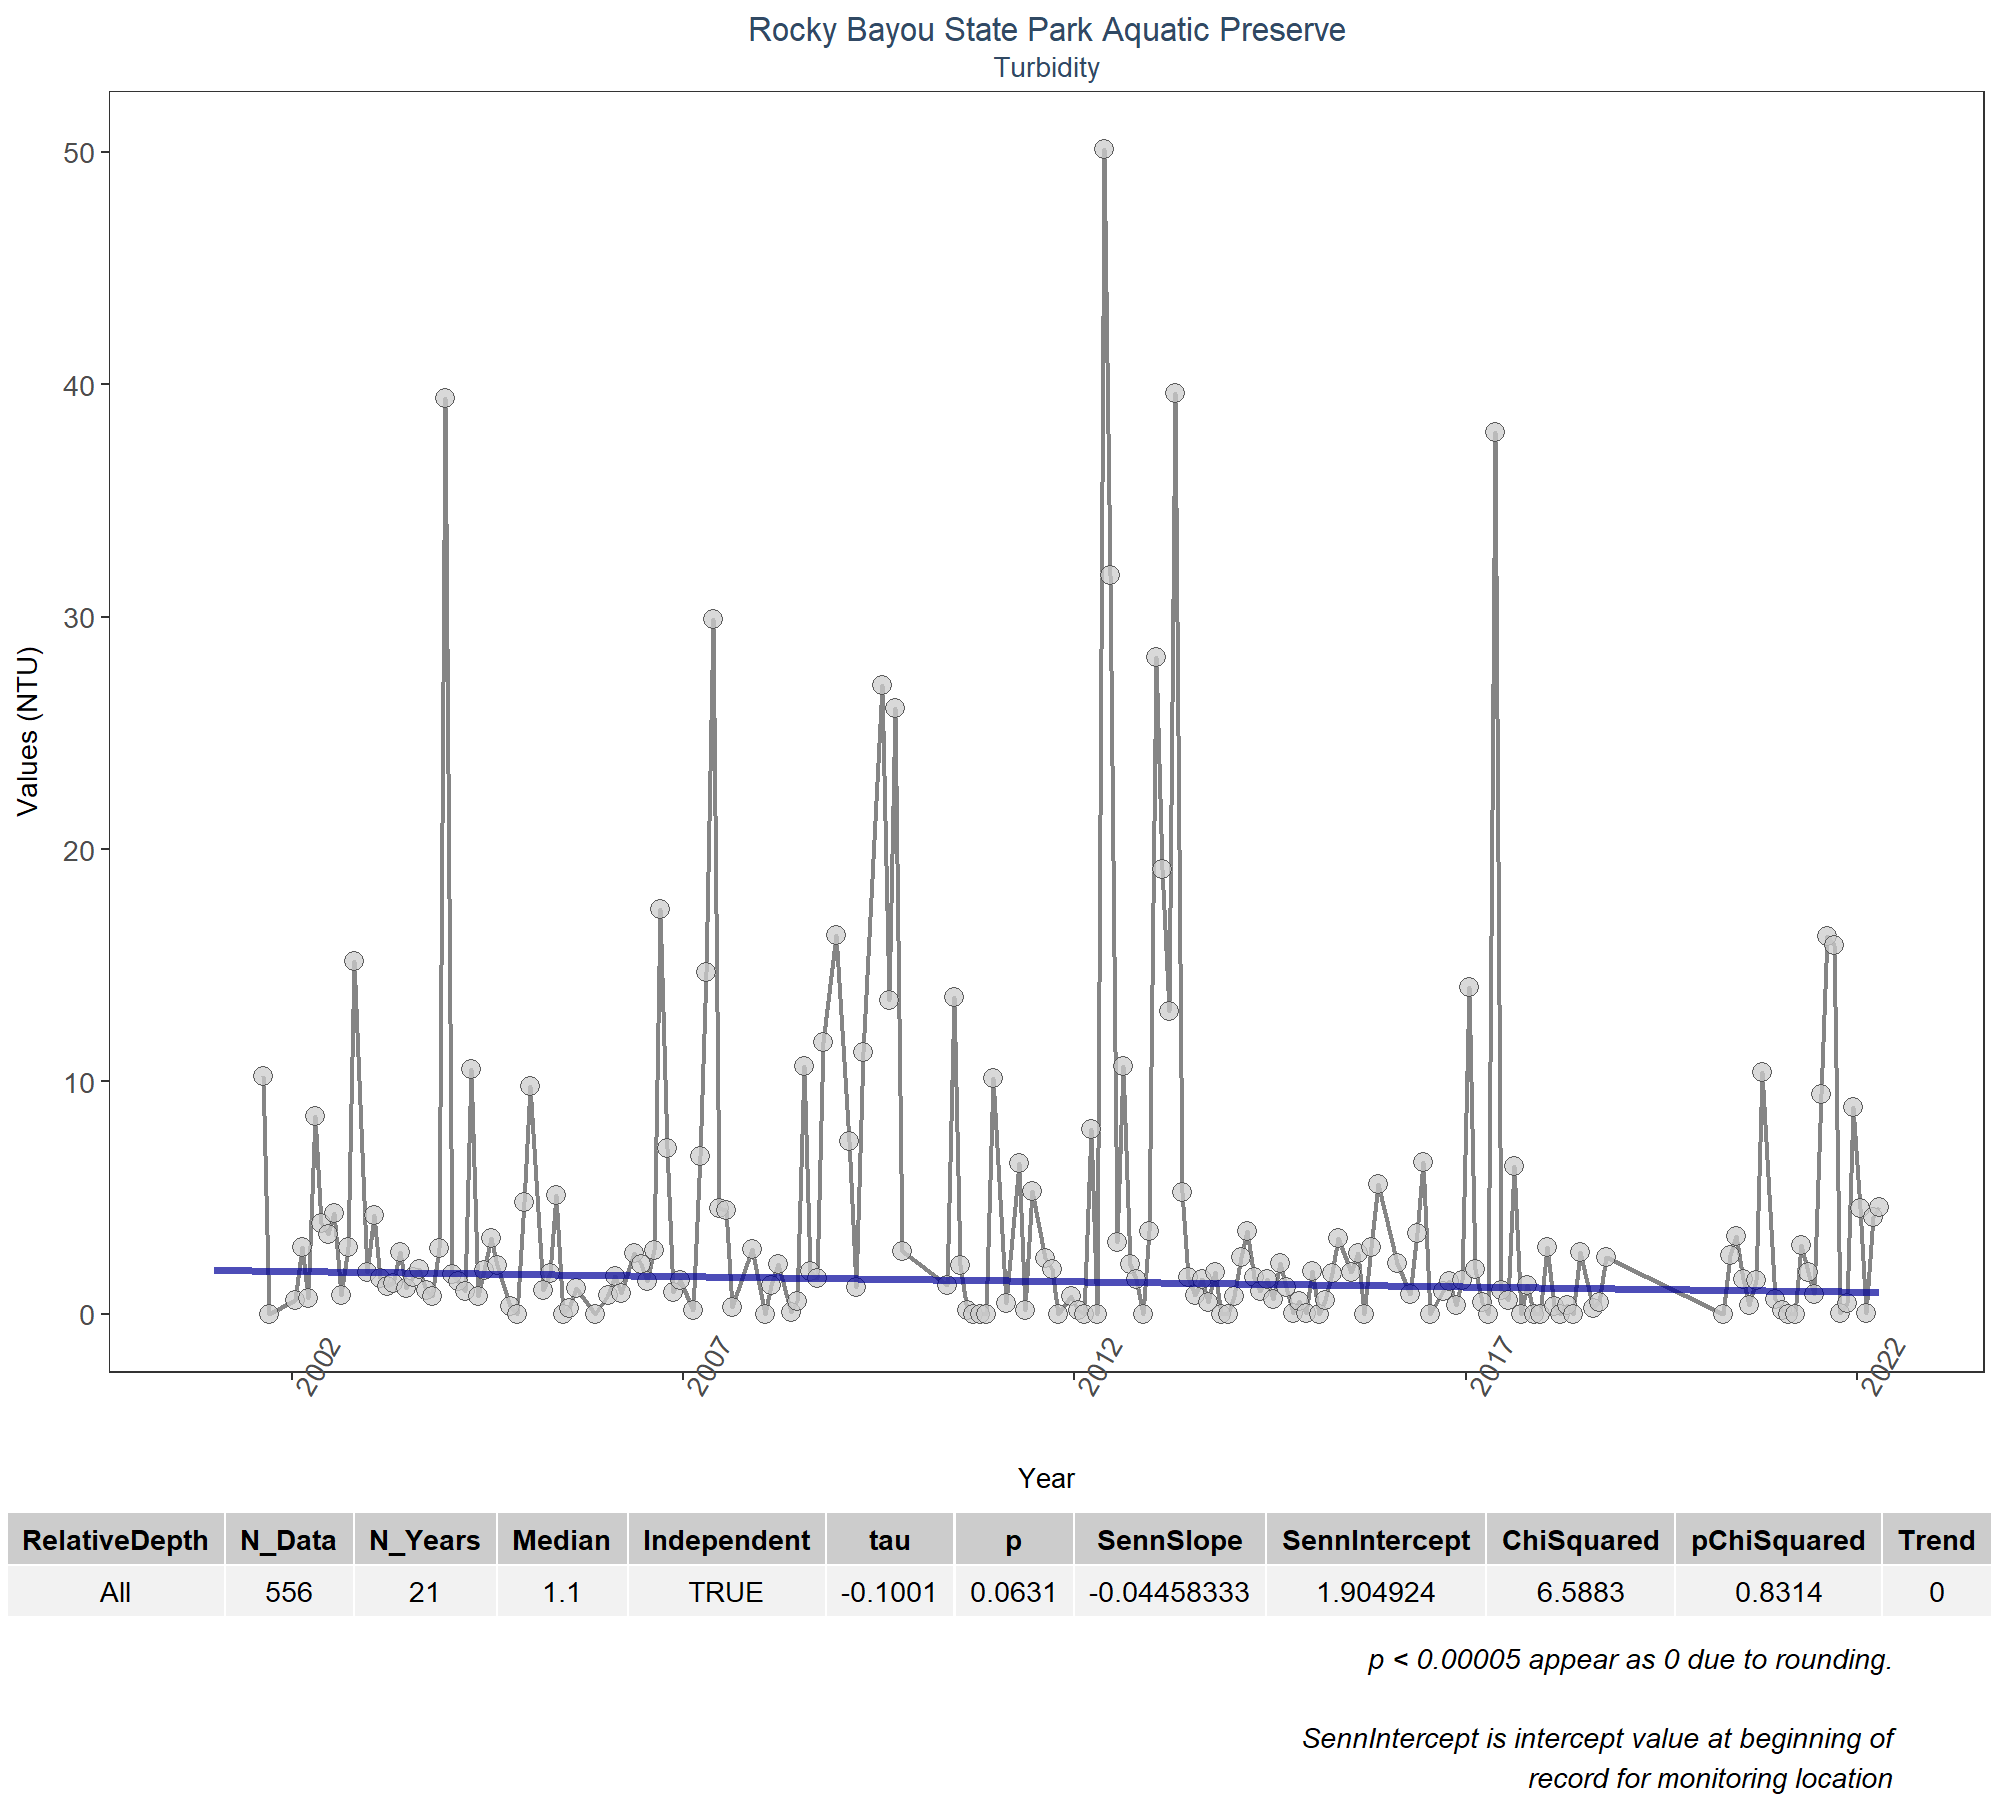 Rocky Bayou State Park Aquatic Preserve
Turbidity
Values (NTU)
50
40
30
20
10
0
2002 2007 2012 2017 2022
Year
RelativeDepth N_Data N_Years Median Independent tau p SennSlope SennIntercept ChiSquared pChiSquared Trend
All 556 21 1.1 TRUE -0.1001 0.0631 -0.04458333 1.904924 6.5883 0.8314 0
p < 0.00005 appear as 0 due to rounding.
SennIntercept is intercept value at beginning of
record for monitoring location